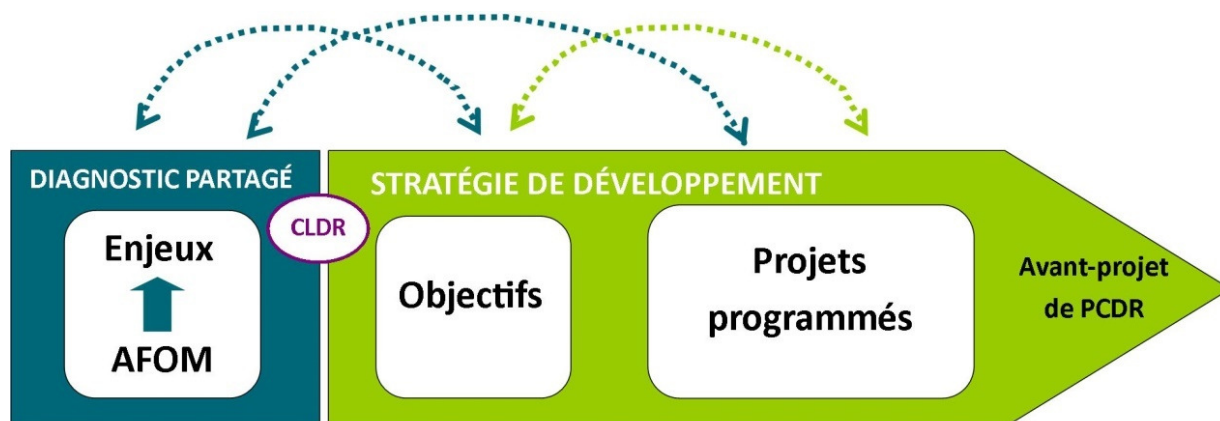 DIAGNOSTIC PARTAGÉ
Enjeux
AFOM
CLDR
STRATÉGIE DE DÉVELOPPEMENT
Objectifs
Projets
programmés
Avant-projet
de PCDR